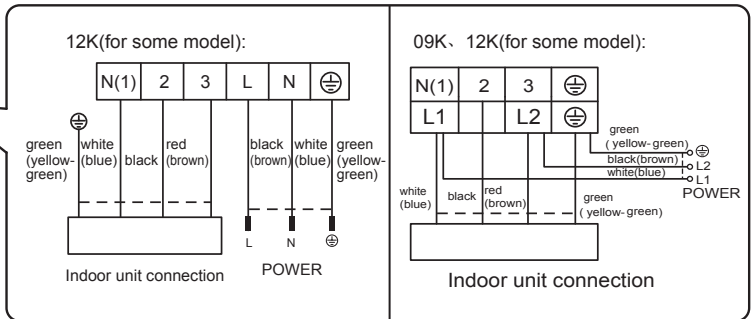 12K(for some model):
N(1) 2 3 L N
green (yellow-green)
white (blue)
black
red (brown)
black (brown)
white (blue)
green (yellow-green)
L N
Indoor unit connection
POWER
09K、12K(for some model):
N(1) 2 3
L1 L2
green
( yellow- green)
black(brown)
L2
white(blue)
L1
POWER
white
(blue)
black
red
(brown)
green
( yellow- green)
Indoor unit connection